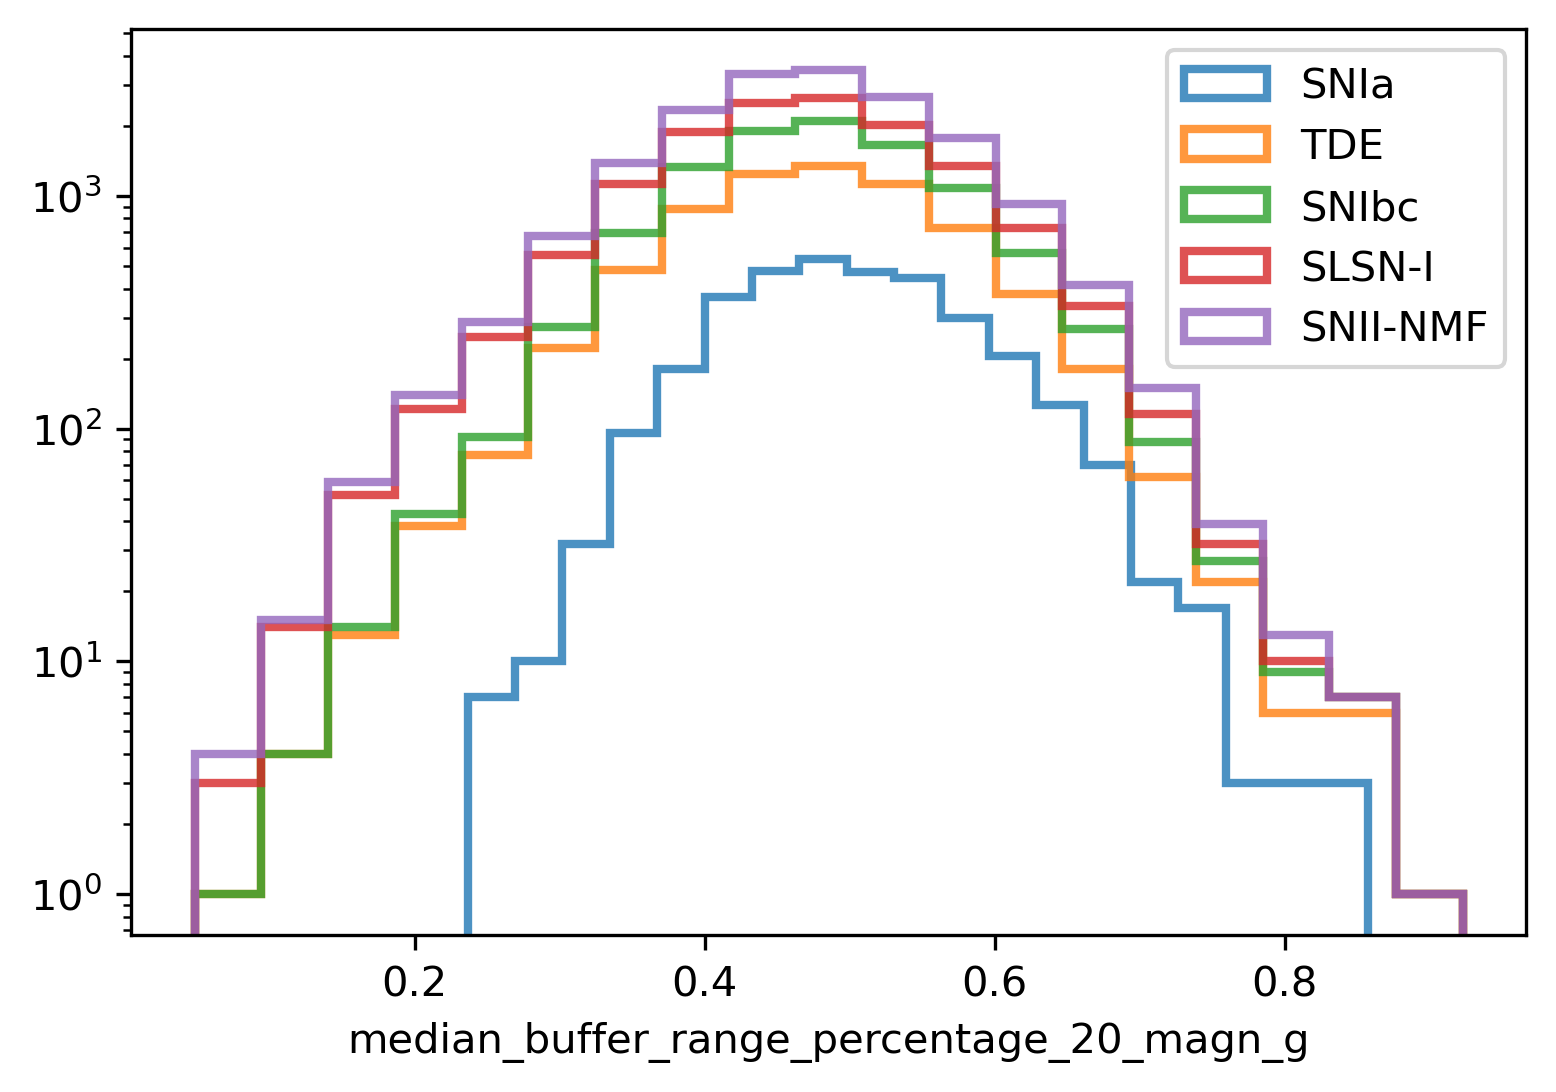 SNIa
TDE
SNIbc
SLSN-I
SNII-NMF
10³
10²
10¹
10⁰
0.2 0.4 0.6 0.8
median_buffer_range_percentage_20_magn_g